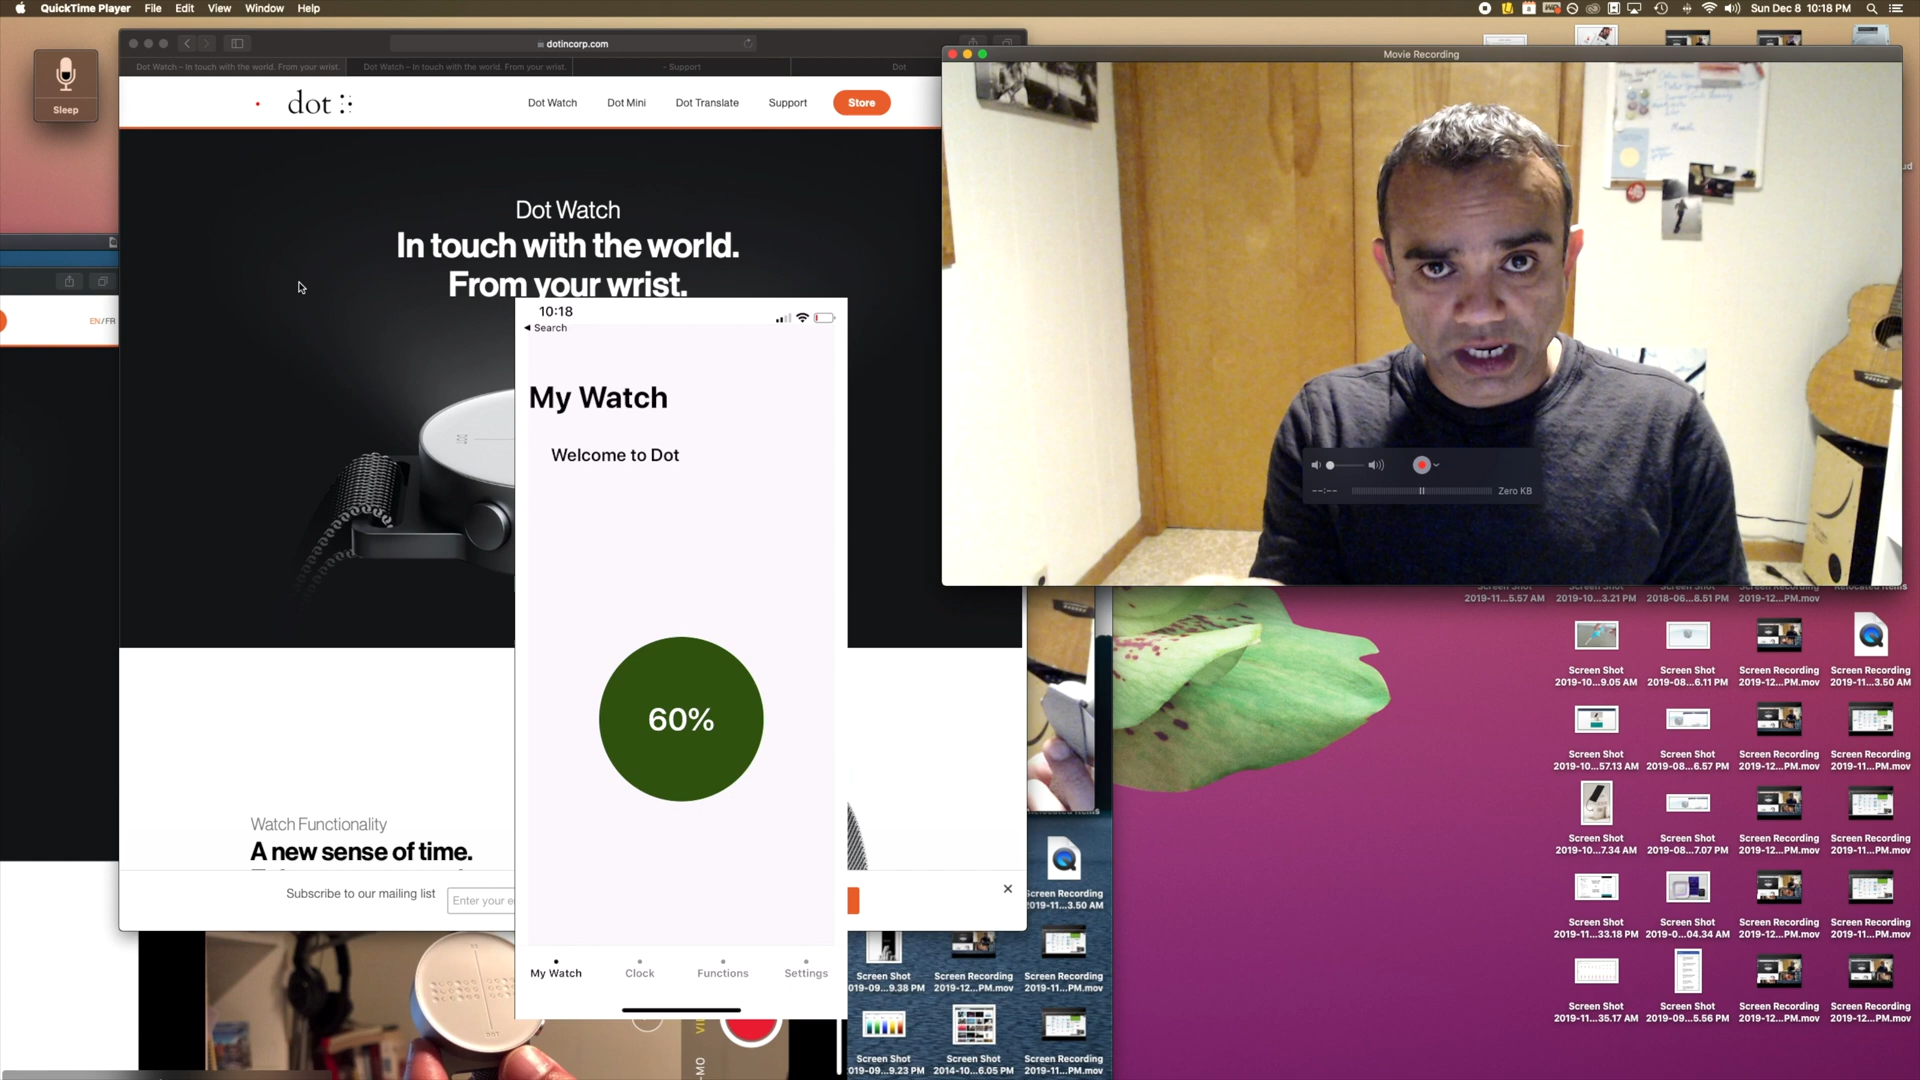 QuickTime Player File Edit View Window Help
Sun Dec 8 10:18 PM
Sleep
dotincorp.com
Dot Watch – In touch with the world. From your wrist.
Dot Watch – In touch with the world. From your wrist.
- Support
Dot
dot
Dot Watch
Dot Mini
Dot Translate
Support
Store
Dot Watch
In touch with the world.
From your wrist.
EN/FR
10:18
Search
My Watch
Welcome to Dot
60%
My Watch
Clock
Functions
Settings
Watch Functionality
A new sense of time.
Subscribe to our mailing list
Enter your e
Movie Recording
--:--
Zero KB
Screen Shot
2019-11...5.57 AM
2019-10...3.21 PM
2018-06...8.51 PM
2019-12...PM.mov
Screen Shot
2019-10...9.05 AM
Screen Shot
2019-08...6.11 PM
Screen Recording
2019-12...PM.mov
Screen Recording
2019-11...3.50 AM
Screen Shot
2019-10...57.13 AM
Screen Shot
2019-08...6.57 PM
Screen Recording
2019-12...PM.mov
Screen Recording
2019-11...PM.mov
Screen Shot
2019-10...7.34 AM
Screen Shot
2019-08...7.07 PM
Screen Recording
2019-12...PM.mov
Screen Recording
2019-11...PM.mov
Screen Shot
2019-11...33.18 PM
Screen Shot
2019-0...04.34 AM
Screen Recording
2019-12...PM.mov
Screen Recording
2019-11...PM.mov
Screen Shot
2019-11...35.17 AM
Screen Shot
2019-09...5.56 PM
Screen Recording
2019-12...PM.mov
Screen Recording
2019-12...PM.mov
Screen Recording
2019-11...3.50 AM
Screen Shot
019-09...9.38 PM
Screen Recording
2019-12...PM.mov
Screen Recording
2019-11...PM.mov
Screen Shot
019-09...9.23 PM
Screen Shot
2014-10...6.05 PM
Screen Recording
2019-11...PM.mov
-MO